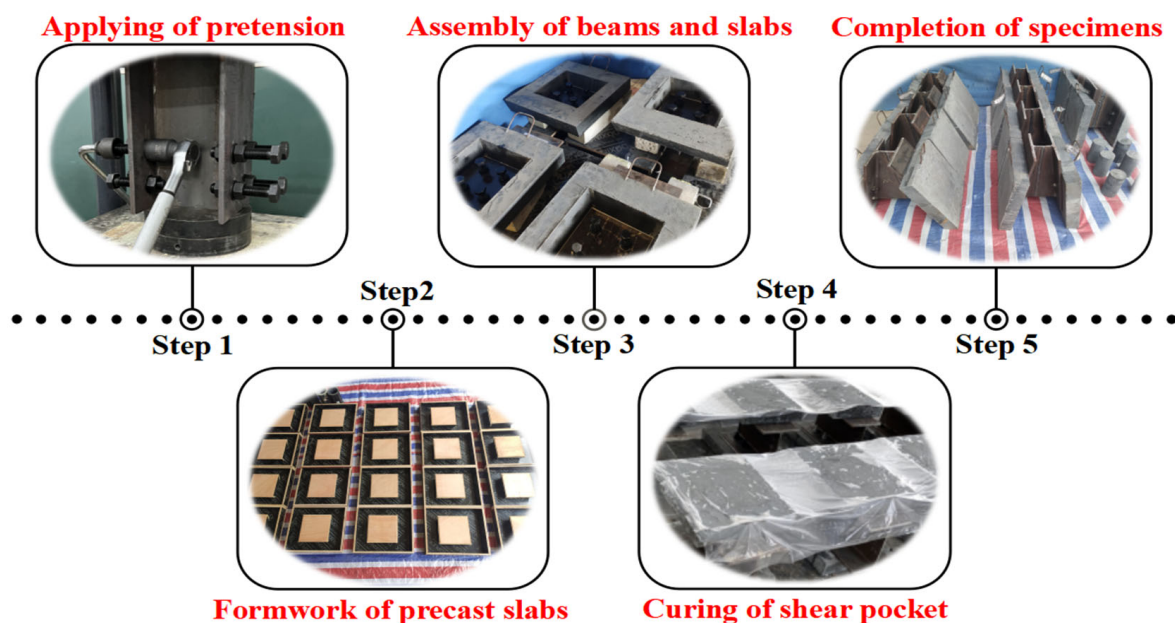 Applying of pretension
Assembly of beams and slabs
Completion of specimens
Step 1
Step2
Step 3
Step 4
Step 5
Formwork of precast slabs
Curing of shear pocket